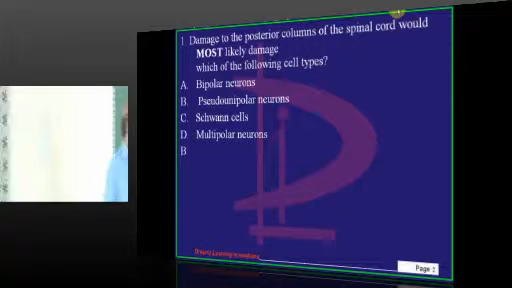 1 Damage to the posterior columns of the spinal cord would
MOST likely damage
which of the following cell types?
A. Bipolar neurons
B. Pseudounipolar neurons
C. Schwann cells
D. Multipolar neurons
B
Page 2